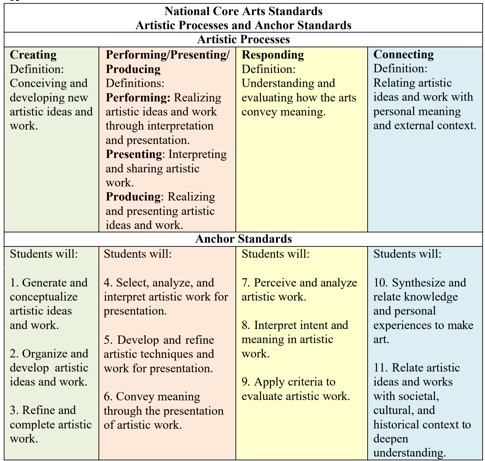 National Core Arts Standards
Artistic Processes and Anchor Standards
Artistic Processes
Creating
Definition:
Conceiving and
developing new
artistic ideas and
work.
Performing/Presenting/
Producing
Definitions:
Performing: Realizing
artistic ideas and work
through interpretation
and presentation.
Presenting: Interpreting
and sharing artistic
work.
Producing: Realizing
and presenting artistic
ideas and work.
Responding
Definition:
Understanding and
evaluating how the arts
convey meaning.
Connecting
Definition:
Relating artistic
ideas and work with
personal meaning
and external context.
Anchor Standards
Students will:
1. Generate and
conceptualize
artistic ideas
and work.
2. Organize and
develop artistic
ideas and work.
3. Refine and
complete artistic
work.
Students will:
4. Select, analyze, and
interpret artistic work for
presentation.
5. Develop and refine
artistic techniques and
work for presentation.
6. Convey meaning
through the presentation
of artistic work.
Students will:
7. Perceive and analyze
artistic work.
8. Interpret intent and
meaning in artistic
work.
9. Apply criteria to
evaluate artistic work.
Students will:
10. Synthesize and
relate knowledge
and personal
experiences to make
art.
11. Relate artistic
ideas and works
with societal,
cultural, and
historical context to
deepen
understanding.